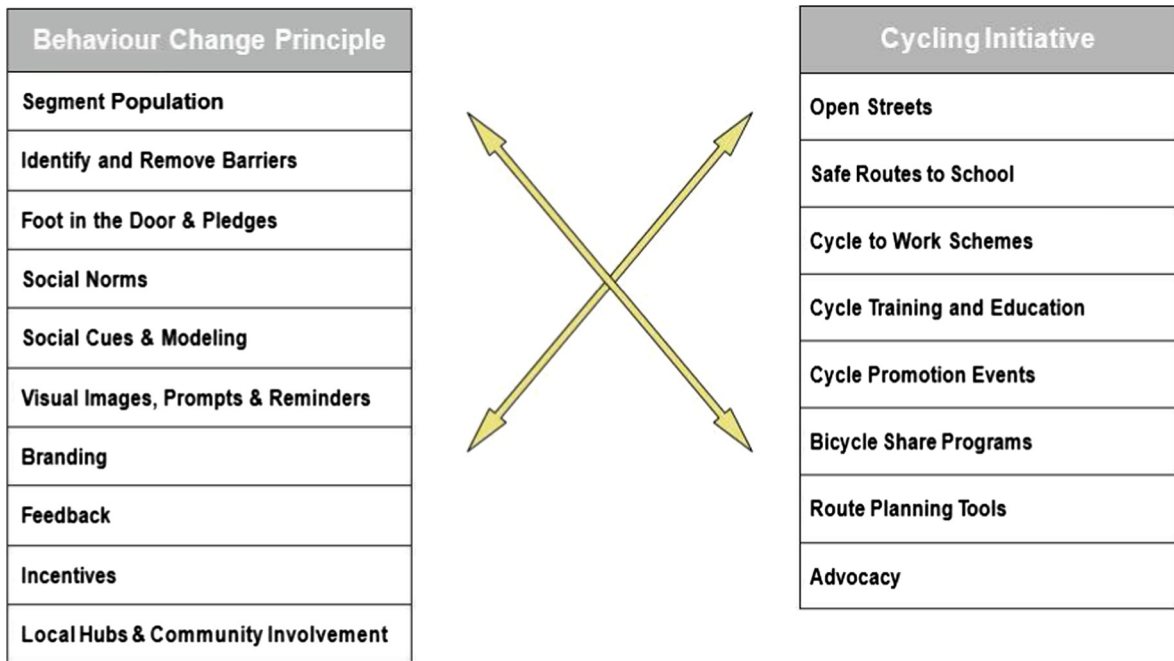 Behaviour Change Principle
Segment Population
Identify and Remove Barriers
Foot in the Door & Pledges
Social Norms
Social Cues & Modeling
Visual Images, Prompts & Reminders
Branding
Feedback
Incentives
Local Hubs & Community Involvement
Cycling Initiative
Open Streets
Safe Routes to School
Cycle to Work Schemes
Cycle Training and Education
Cycle Promotion Events
Bicycle Share Programs
Route Planning Tools
Advocacy